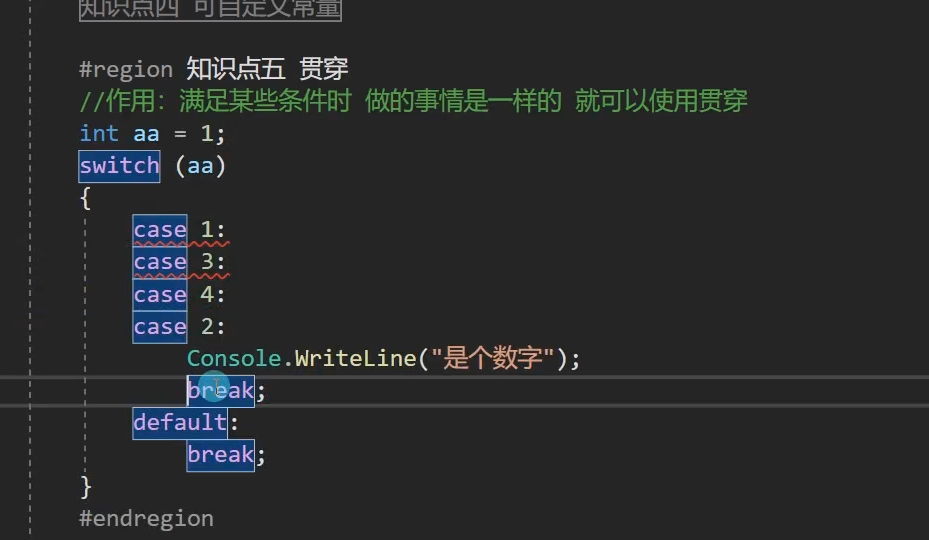 知识点四 可自定义常量
#region 知识点五 贯穿
//作用：满足某些条件时 做的事情是一样的 就可以使用贯穿
int aa = 1;
switch (aa)
{
case 1:
case 3:
case 4:
case 2:
Console.WriteLine("是个数字");
break;
default:
break;
}
#endregion